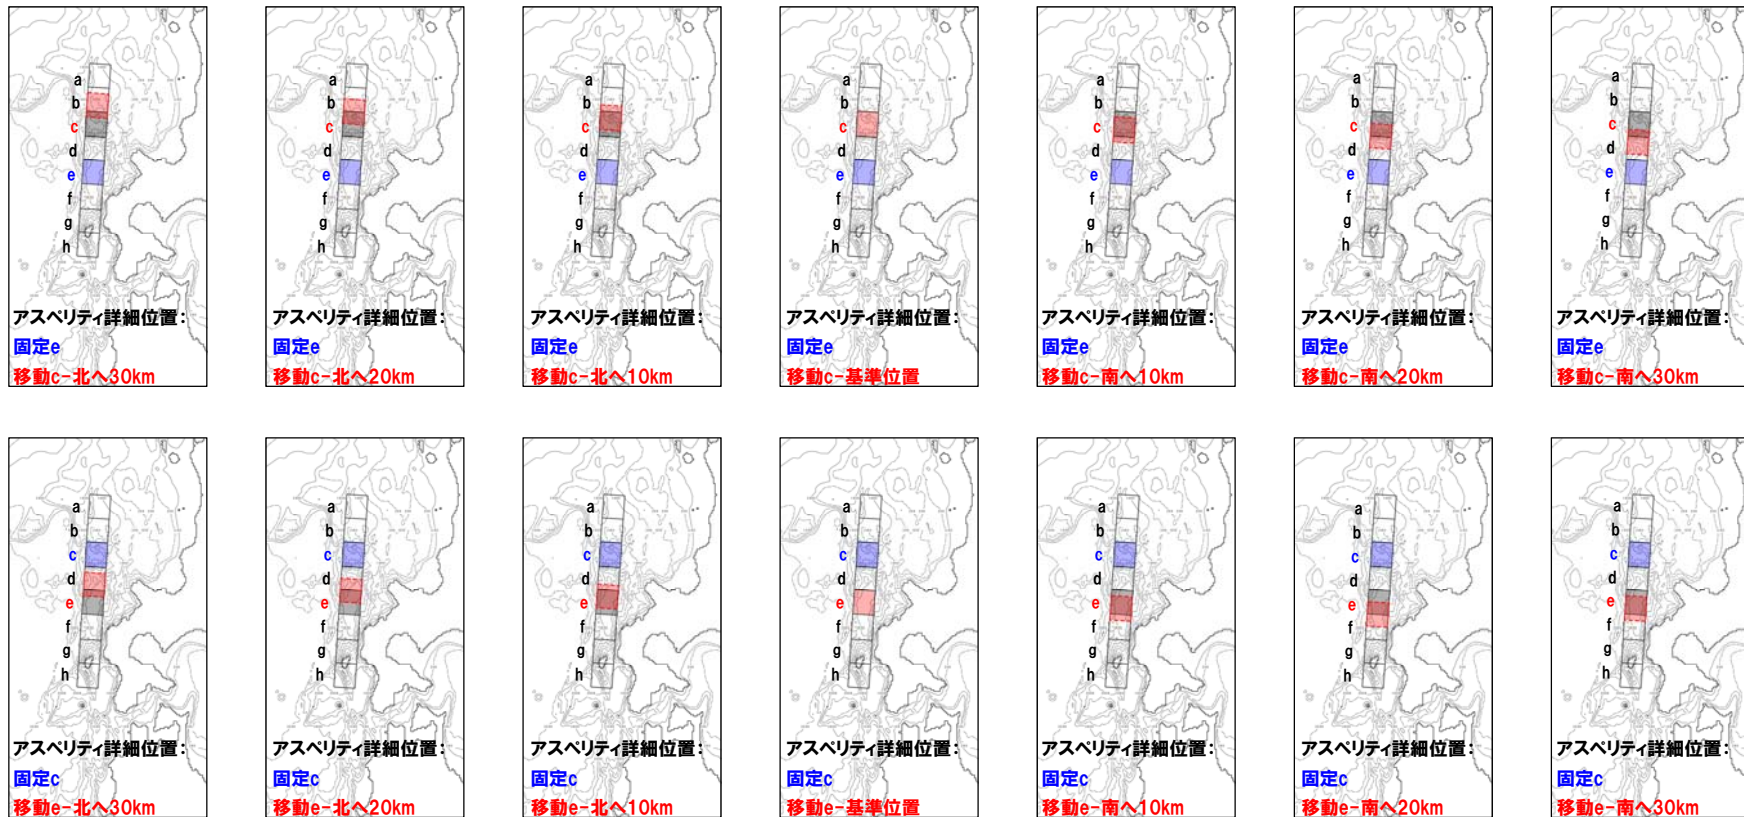 a
b
c
d
e
f
g
h
アスペリティ詳細位置:
固定e
移動c-北へ30km
a
b
c
d
e
f
g
h
アスペリティ詳細位置:
固定e
移動c-北へ20km
a
b
c
d
e
f
g
h
アスペリティ詳細位置:
固定e
移動c-北へ10km
a
b
c
d
e
f
g
h
アスペリティ詳細位置:
固定e
移動c-基準位置
a
b
c
d
e
f
g
h
アスペリティ詳細位置:
固定e
移動c-南へ10km
a
b
c
d
e
f
g
h
アスペリティ詳細位置:
固定e
移動c-南へ20km
a
b
c
d
e
f
g
h
アスペリティ詳細位置:
固定e
移動c-南へ30km
a
b
c
d
e
f
g
h
アスペリティ詳細位置:
固定c
移動e-北へ30km
a
b
c
d
e
f
g
h
アスペリティ詳細位置:
固定c
移動e-北へ20km
a
b
c
d
e
f
g
h
アスペリティ詳細位置:
固定c
移動e-北へ10km
a
b
c
d
e
f
g
h
アスペリティ詳細位置:
固定c
移動e-基準位置
a
b
c
d
e
f
g
h
アスペリティ詳細位置:
固定c
移動e-南へ10km
a
b
c
d
e
f
g
h
アスペリティ詳細位置:
固定c
移動e-南へ20km
a
b
c
d
e
f
g
h
アスペリティ詳細位置:
固定c
移動e-南へ30km